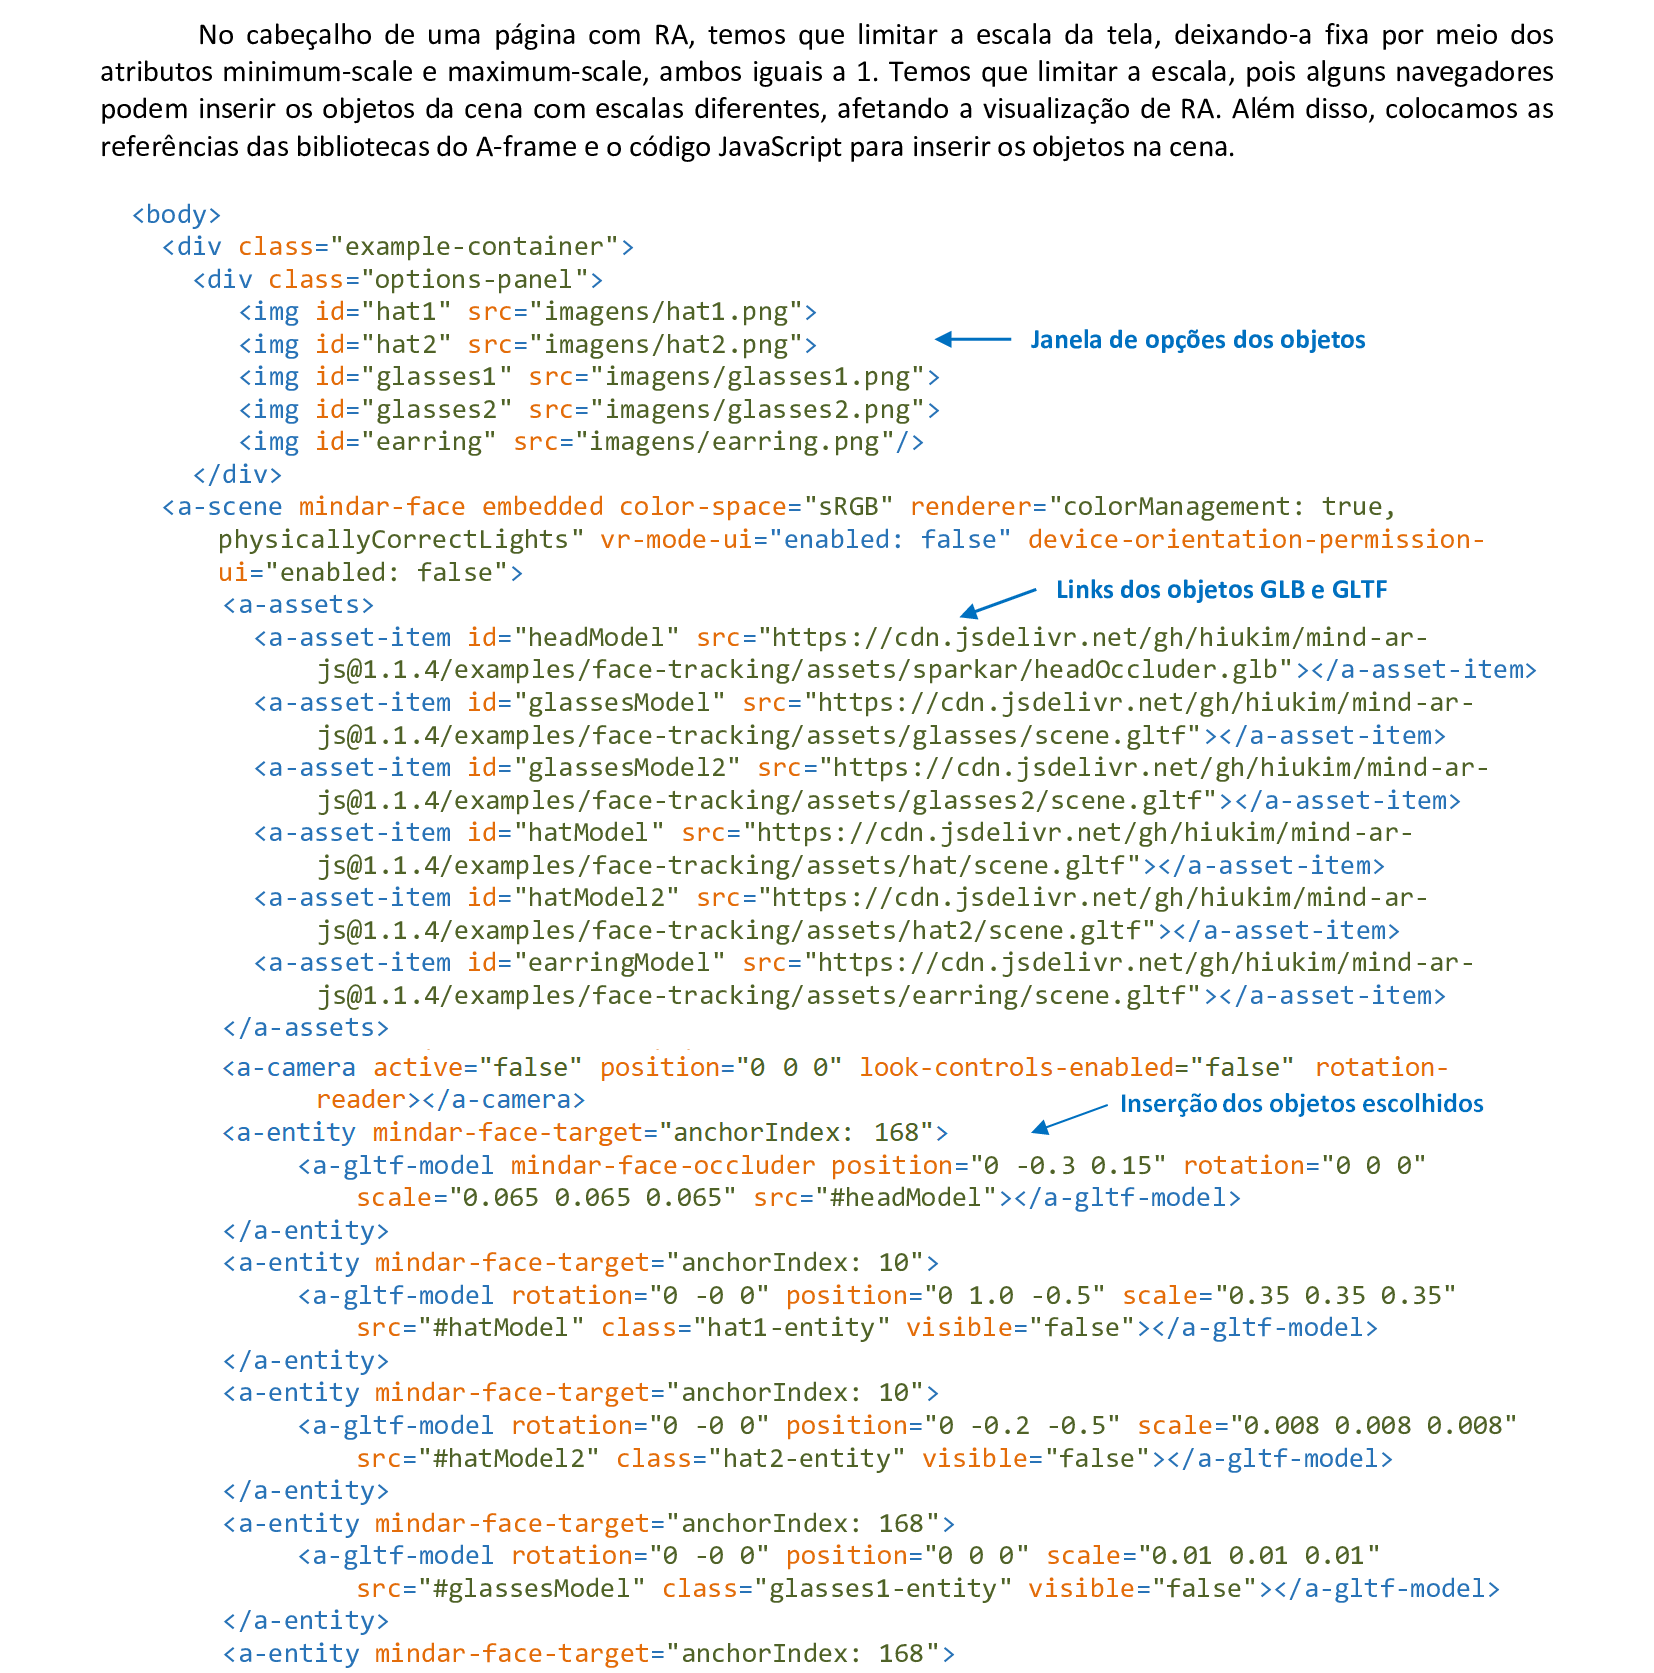 No cabeçalho de uma página com RA, temos que limitar a escala da tela, deixando-a fixa por meio dos
atributos minimum-scale e maximum-scale, ambos iguais a 1. Temos que limitar a escala, pois alguns navegadores
podem inserir os objetos da cena com escalas diferentes, afetando a visualização de RA. Além disso, colocamos as
referências das bibliotecas do A-frame e o código JavaScript para inserir os objetos na cena.
<body>
<div class="example-container">
<div class="options-panel">
<img id="hat1" src="imagens/hat1.png">
<img id="hat2" src="imagens/hat2.png">
Janela de opções dos objetos
<img id="glasses1" src="imagens/glasses1.png">
<img id="glasses2" src="imagens/glasses2.png">
<img id="earring" src="imagens/earring.png"/>
</div>
<a-scene mindar-face embedded color-space="sRGB" renderer="colorManagement: true,
physicallyCorrectLights" vr-mode-ui="enabled: false" device-orientation-permission-
ui="enabled: false">
Links dos objetos GLB e GLTF
<a-assets>
<a-asset-item id="headModel" src="https://cdn.jsdelivr.net/gh/hiukim/mind-ar-
js@1.1.4/examples/face-tracking/assets/sparkar/headOccluder.glb"></a-asset-item>
<a-asset-item id="glassesModel" src="https://cdn.jsdelivr.net/gh/hiukim/mind-ar-
js@1.1.4/examples/face-tracking/assets/glasses/scene.gltf"></a-asset-item>
<a-asset-item id="glassesModel2" src="https://cdn.jsdelivr.net/gh/hiukim/mind-ar-
js@1.1.4/examples/face-tracking/assets/glasses2/scene.gltf"></a-asset-item>
<a-asset-item id="hatModel" src="https://cdn.jsdelivr.net/gh/hiukim/mind-ar-
js@1.1.4/examples/face-tracking/assets/hat/scene.gltf"></a-asset-item>
<a-asset-item id="hatModel2" src="https://cdn.jsdelivr.net/gh/hiukim/mind-ar-
js@1.1.4/examples/face-tracking/assets/hat2/scene.gltf"></a-asset-item>
<a-asset-item id="earringModel" src="https://cdn.jsdelivr.net/gh/hiukim/mind-ar-
js@1.1.4/examples/face-tracking/assets/earring/scene.gltf"></a-asset-item>
</a-assets>
<a-camera active="false" position="0 0 0" look-controls-enabled="false" rotation-
reader></a-camera>
Inserção dos objetos escolhidos
<a-entity mindar-face-target="anchorIndex: 168">
<a-gltf-model mindar-face-occluder position="0 -0.3 0.15" rotation="0 0 0"
scale="0.065 0.065 0.065" src="#headModel"></a-gltf-model>
</a-entity>
<a-entity mindar-face-target="anchorIndex: 10">
<a-gltf-model rotation="0 -0 0" position="0 1.0 -0.5" scale="0.35 0.35 0.35"
src="#hatModel" class="hat1-entity" visible="false"></a-gltf-model>
</a-entity>
<a-entity mindar-face-target="anchorIndex: 10">
<a-gltf-model rotation="0 -0 0" position="0 -0.2 -0.5" scale="0.008 0.008 0.008"
src="#hatModel2" class="hat2-entity" visible="false"></a-gltf-model>
</a-entity>
<a-entity mindar-face-target="anchorIndex: 168">
<a-gltf-model rotation="0 -0 0" position="0 0 0" scale="0.01 0.01 0.01"
src="#glassesModel" class="glasses1-entity" visible="false"></a-gltf-model>
</a-entity>
<a-entity mindar-face-target="anchorIndex: 168">